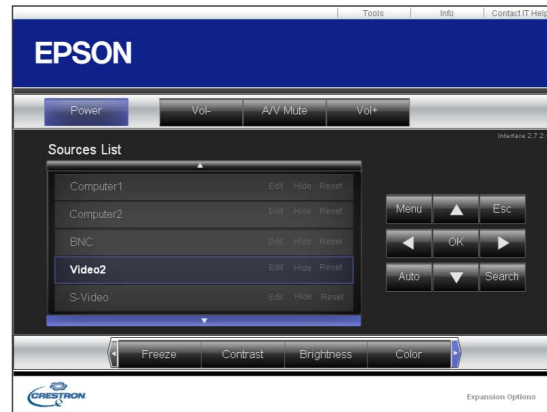 Tools Info Contact IT Help
EPSON
Power Vol- A/V Mute Vol+
Interface 2.7.2.
Sources List
Computer1 Edit Hide Reset
Computer2 Edit Hide Reset
Menu Esc
BNC Edit Hide Reset
OK
Video2 Edit Hide Reset
Auto Search
S-Video Edit Hide Reset
Freeze Contrast Brightness Color
CRESTRON
Expansion Options